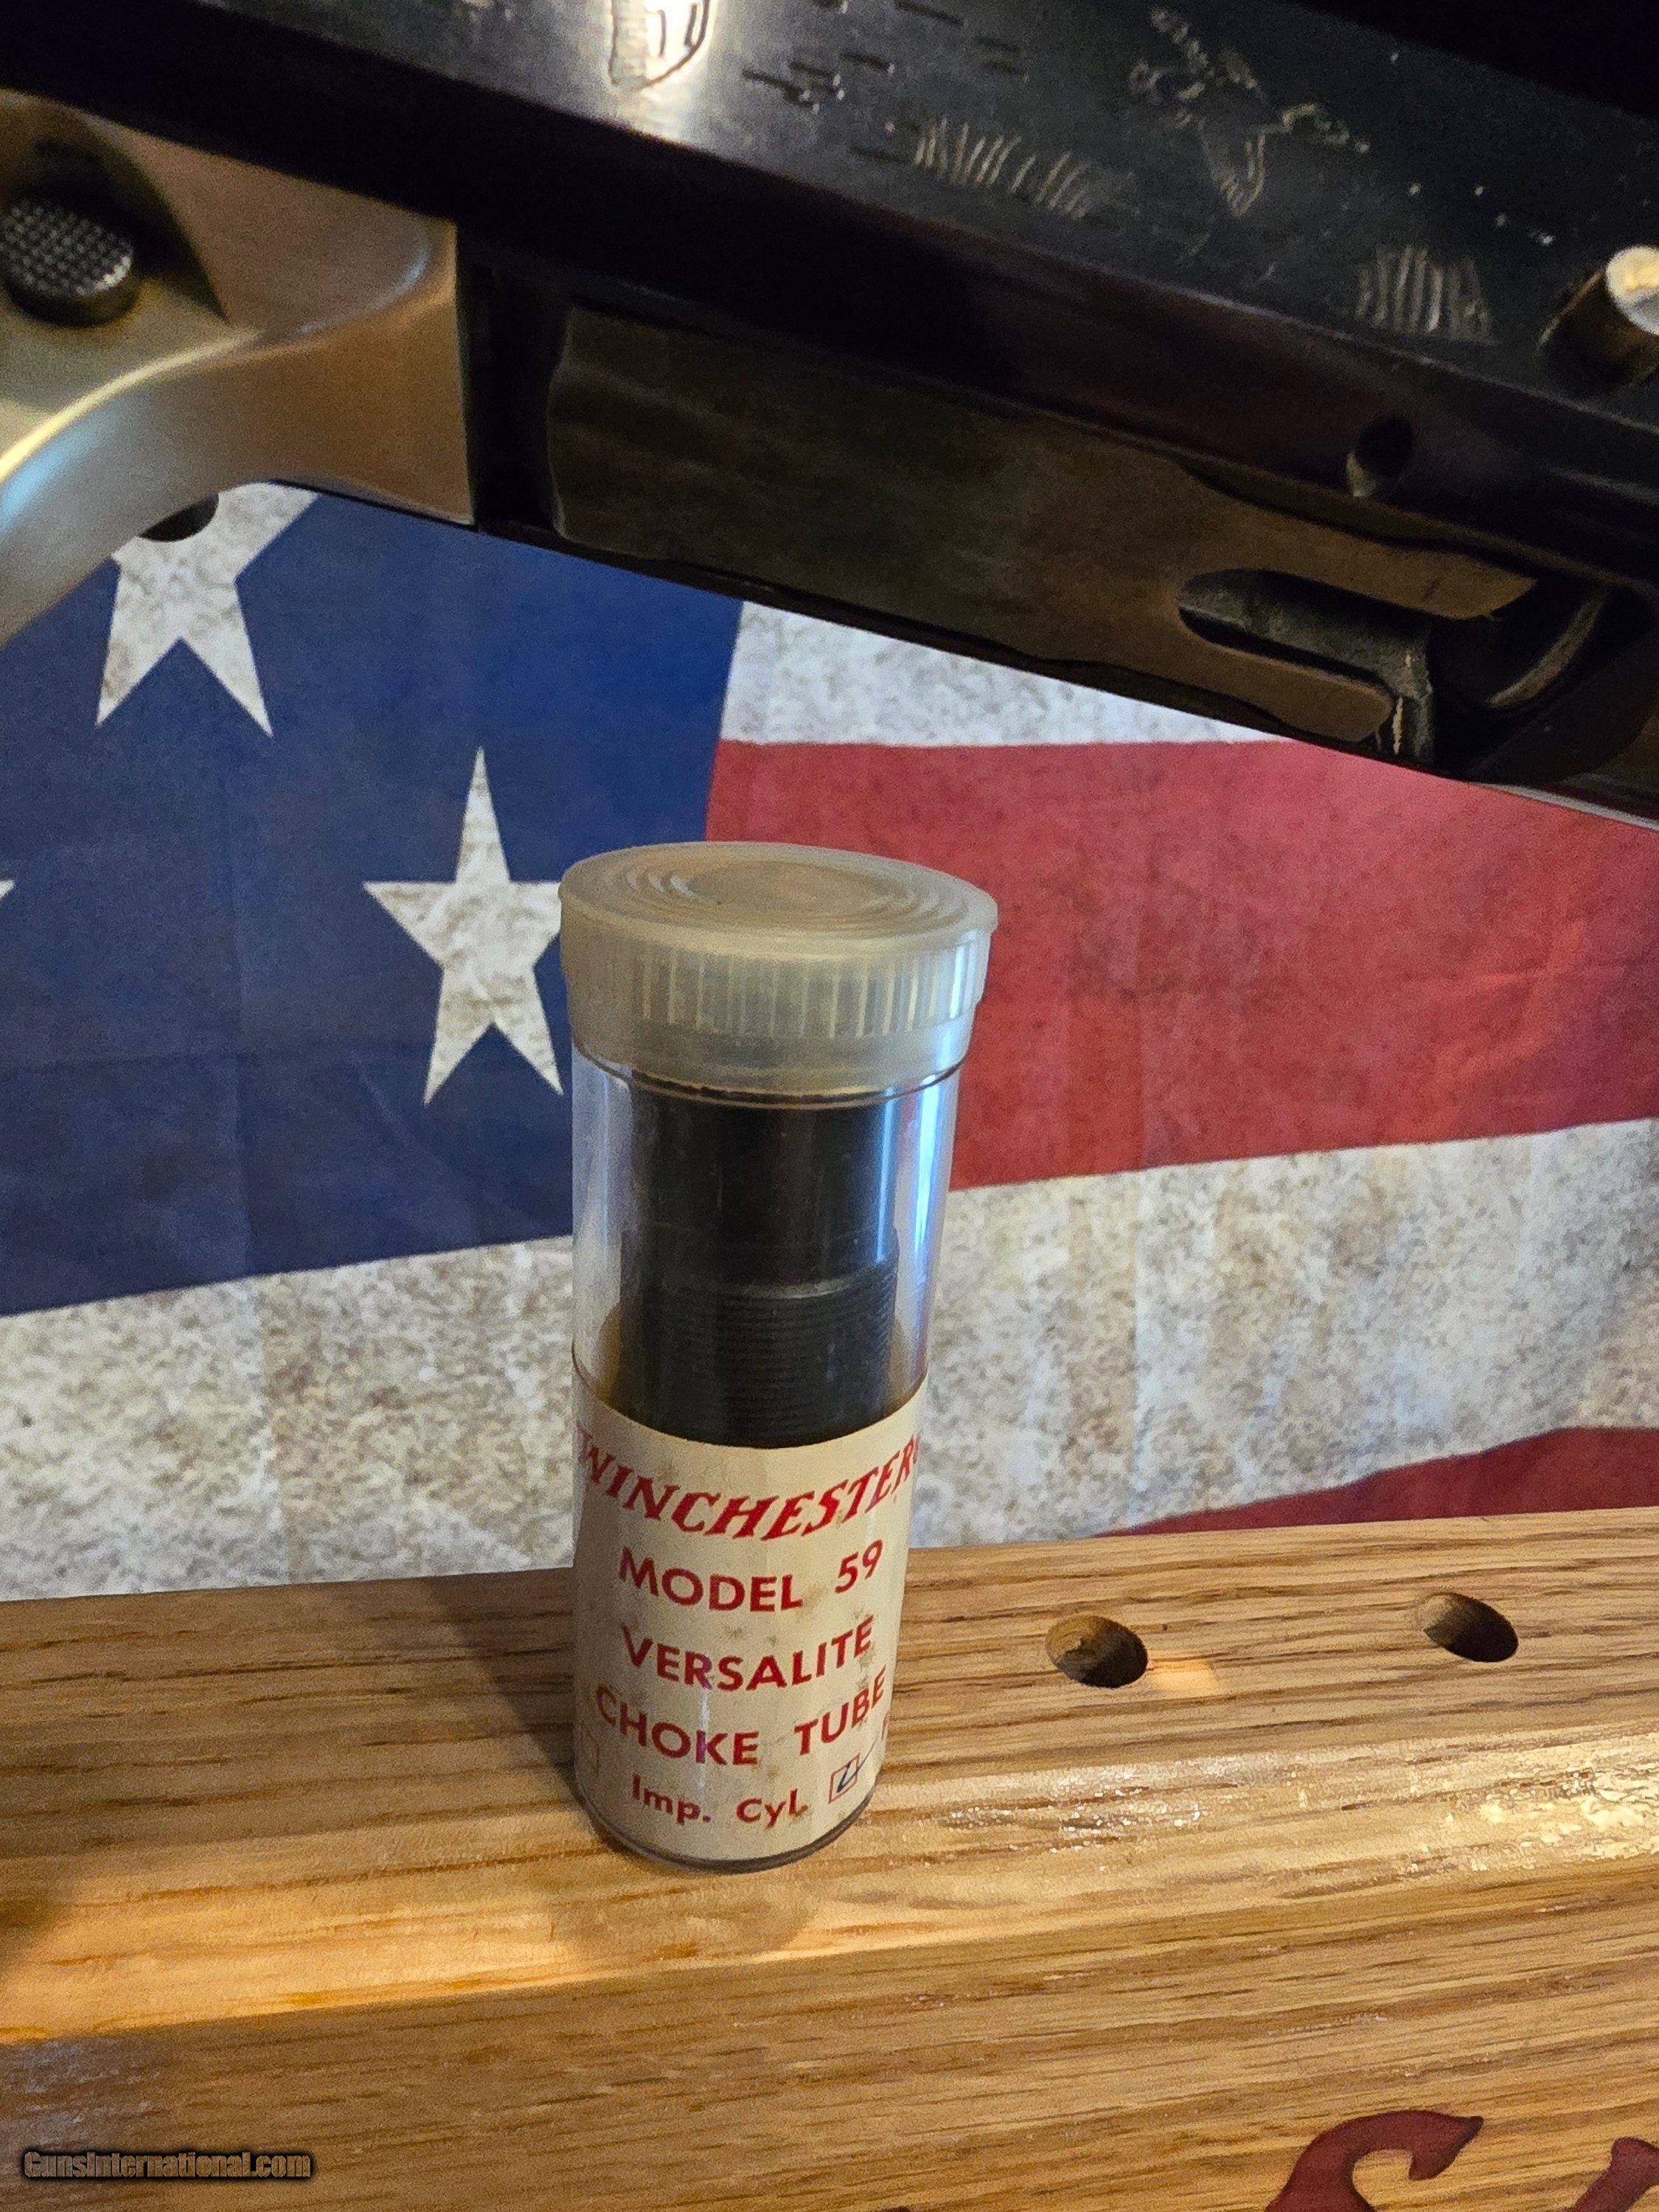 WINCHESTER
MODEL 59
VERSALITE
CHOKE TUBE
Imp. Cyl.
GunsInternational.com